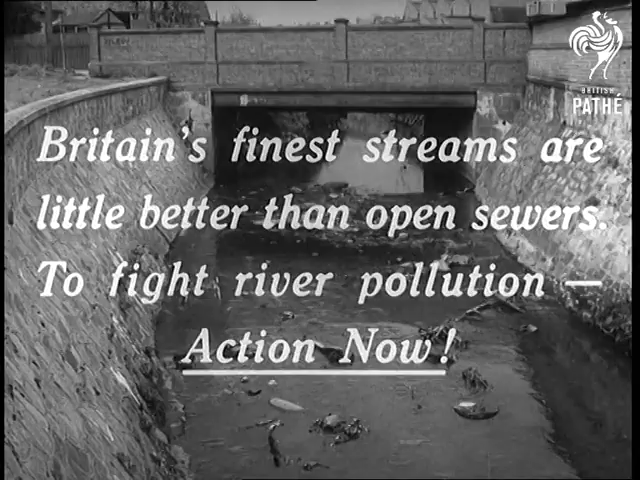 BRITISH
PATHÉ
Britain's finest streams are
little better than open sewers.
To fight river pollution —
Action Now!